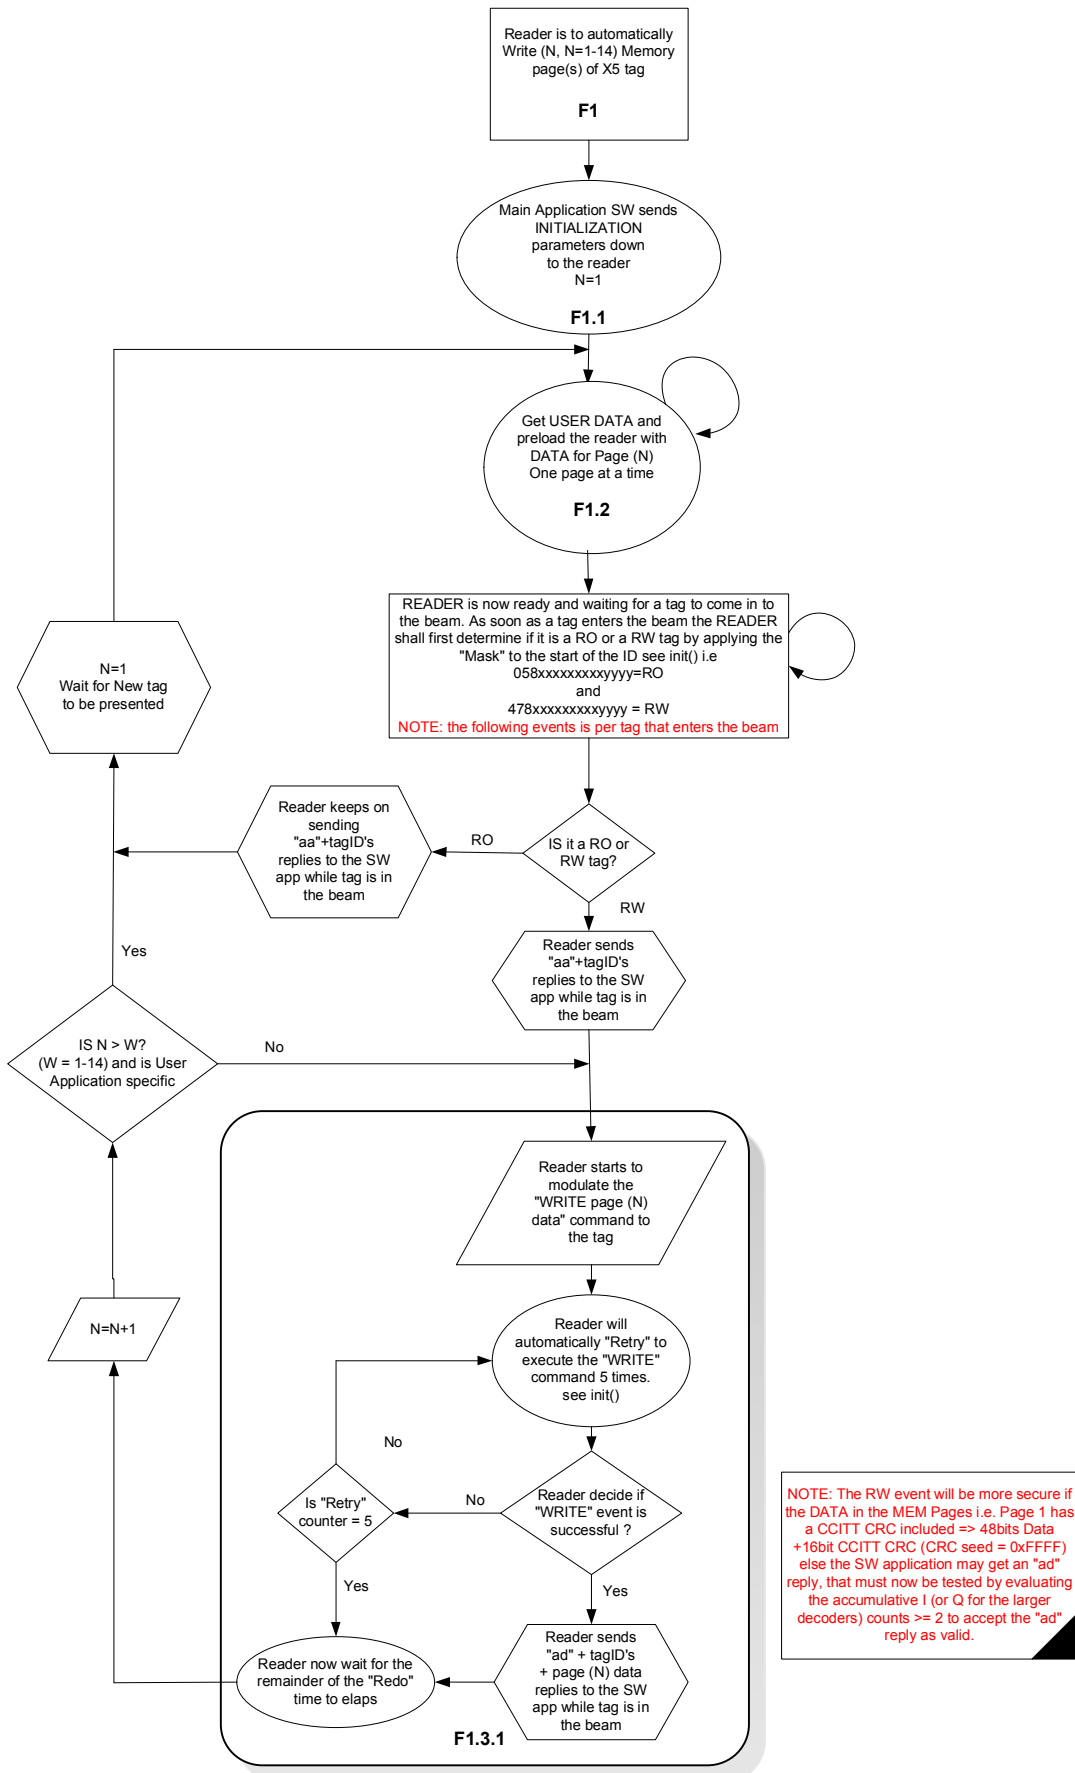 Reader is to automatically
Write (N, N=1-14) Memory
page(s) of X5 tag
F1
Main Application SW sends
INITIALIZATION
parameters down
to the reader
N=1
F1.1
Get USER DATA and
preload the reader with
DATA for Page (N)
One page at a time
F1.2
READER is now ready and waiting for a tag to come in to
the beam. As soon as a tag enters the beam the READER
shall first determine if it is a RO or a RW tag by applying the
"Mask" to the start of the ID see init() i.e
058xxxxxxxxxyyyy=RO
and
478xxxxxxxxxyyyy = RW
NOTE: the following events is per tag that enters the beam
N=1
Wait for New tag
to be presented
Reader keeps on
sending
"aa"+tagID's
replies to the SW
app while tag is in
the beam
RO
IS it a RO or
RW tag?
RW
Reader sends
"aa"+tagID's
replies to the SW
app while tag is in
the beam
Yes
IS N > W?
(W = 1-14) and is User
Application specific
No
Reader starts to
modulate the
"WRITE page (N)
data" command to
the tag
N=N+1
Reader will
automatically "Retry" to
execute the "WRITE"
command 5 times.
see init()
No
Is "Retry"
counter = 5
No
Reader decide if
"WRITE" event is
successful ?
Yes
Yes
Reader now wait for the
remainder of the "Redo"
time to elaps
Reader sends
"ad" + tagID's
+ page (N) data
replies to the SW
app while tag is in
the beam
F1.3.1
NOTE: The RW event will be more secure if
the DATA in the MEM Pages i.e. Page 1 has
a CCITT CRC included => 48bits Data
+16bit CCITT CRC (CRC seed = 0xFFFF)
else the SW application may get an "ad"
reply, that must now be tested by evaluating
the accumulative I (or Q for the larger
decoders) counts >= 2 to accept the "ad"
reply as valid.